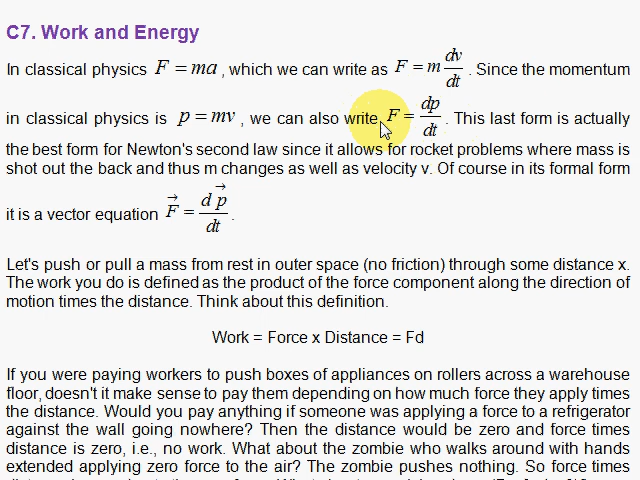 C7. Work and Energy
In classical physics F = ma , which we can write as F = m dv/dt . Since the momentum
in classical physics is p = mv , we can also write F = dp/dt . This last form is actually
the best form for Newton's second law since it allows for rocket problems where mass is
shot out the back and thus m changes as well as velocity v. Of course in its formal form
it is a vector equation F⃗ = d p⃗/dt .
Let's push or pull a mass from rest in outer space (no friction) through some distance x.
The work you do is defined as the product of the force component along the direction of
motion times the distance. Think about this definition.
Work = Force x Distance = Fd
If you were paying workers to push boxes of appliances on rollers across a warehouse
floor, doesn't it make sense to pay them depending on how much force they apply times
the distance. Would you pay anything if someone was applying a force to a refrigerator
against the wall going nowhere? Then the distance would be zero and force times
distance is zero, i.e., no work. What about the zombie who walks around with hands
extended applying zero force to the air? The zombie pushes nothing. So force times